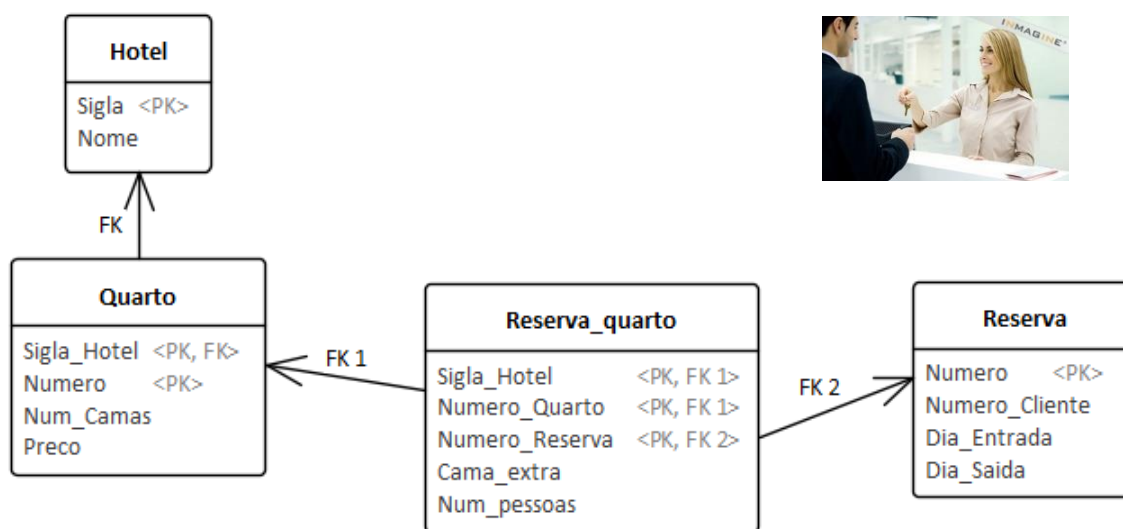 Hotel
Sigla <PK>
Nome
INMAGINE
FK
Quarto
Sigla_Hotel <PK, FK>
Numero <PK>
Num_Camas
Preco
FK 1
Reserva_quarto
Sigla_Hotel <PK, FK 1>
Numero_Quarto <PK, FK 1>
Numero_Reserva <PK, FK 2>
Cama_extra
Num_pessoas
FK 2
Reserva
Numero <PK>
Numero_Cliente
Dia_Entrada
Dia_Saida